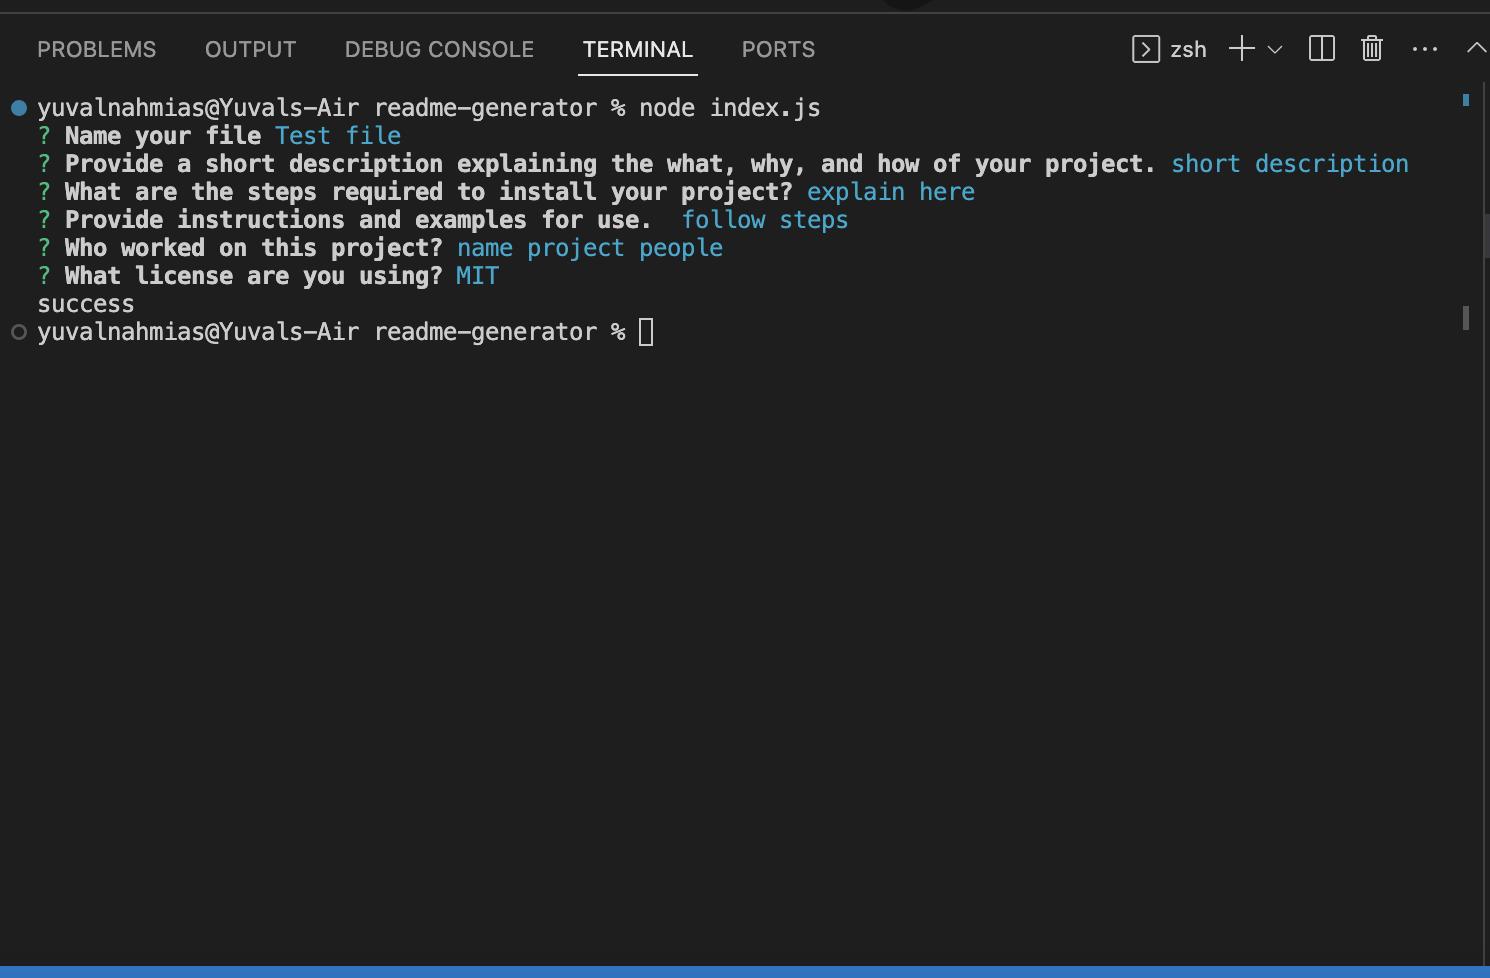 PROBLEMS OUTPUT DEBUG CONSOLE TERMINAL PORTS zsh
yuvalnahmias@Yuvals-Air readme-generator % node index.js
? Name your file Test file
? Provide a short description explaining the what, why, and how of your project. short description
? What are the steps required to install your project? explain here
? Provide instructions and examples for use.  follow steps
? Who worked on this project? name project people
? What license are you using? MIT
success
yuvalnahmias@Yuvals-Air readme-generator %